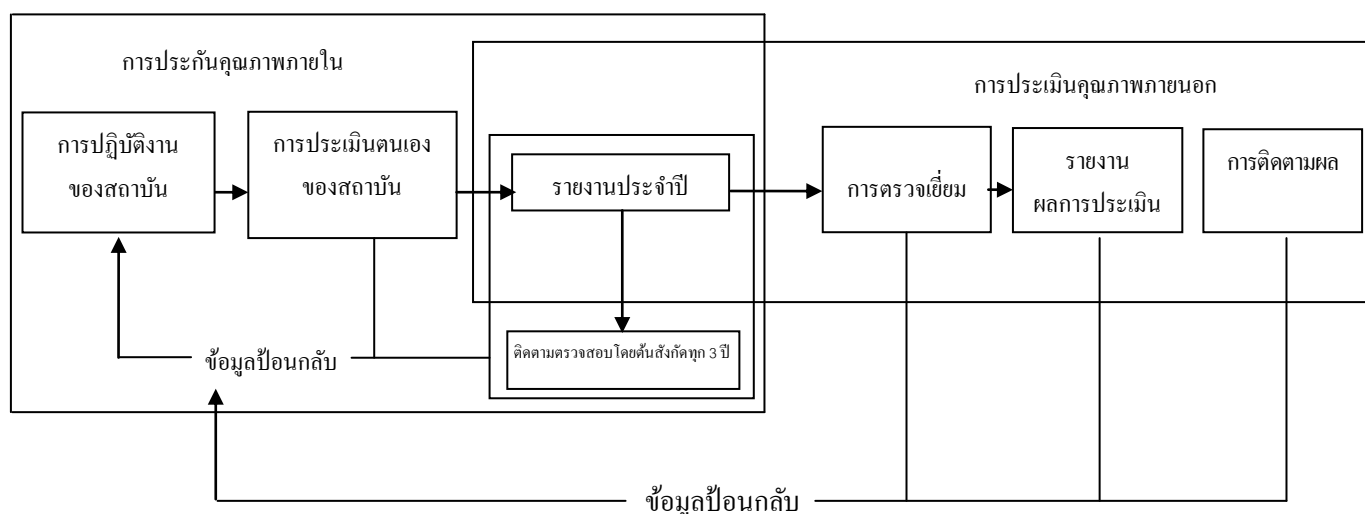 การประกันคุณภาพภายใน
การประเมินคุณภาพภายนอก
การปฏิบัติงาน
ของสถาบัน
การประเมินตนเอง
ของสถาบัน
รายงานประจำปี
การตรวจเยี่ยม
รายงาน
ผลการประเมิน
การติดตามผล
ติดตามตรวจสอบโดยต้นสังกัดทุก 3 ปี
ข้อมูลป้อนกลับ
ข้อมูลป้อนกลับ